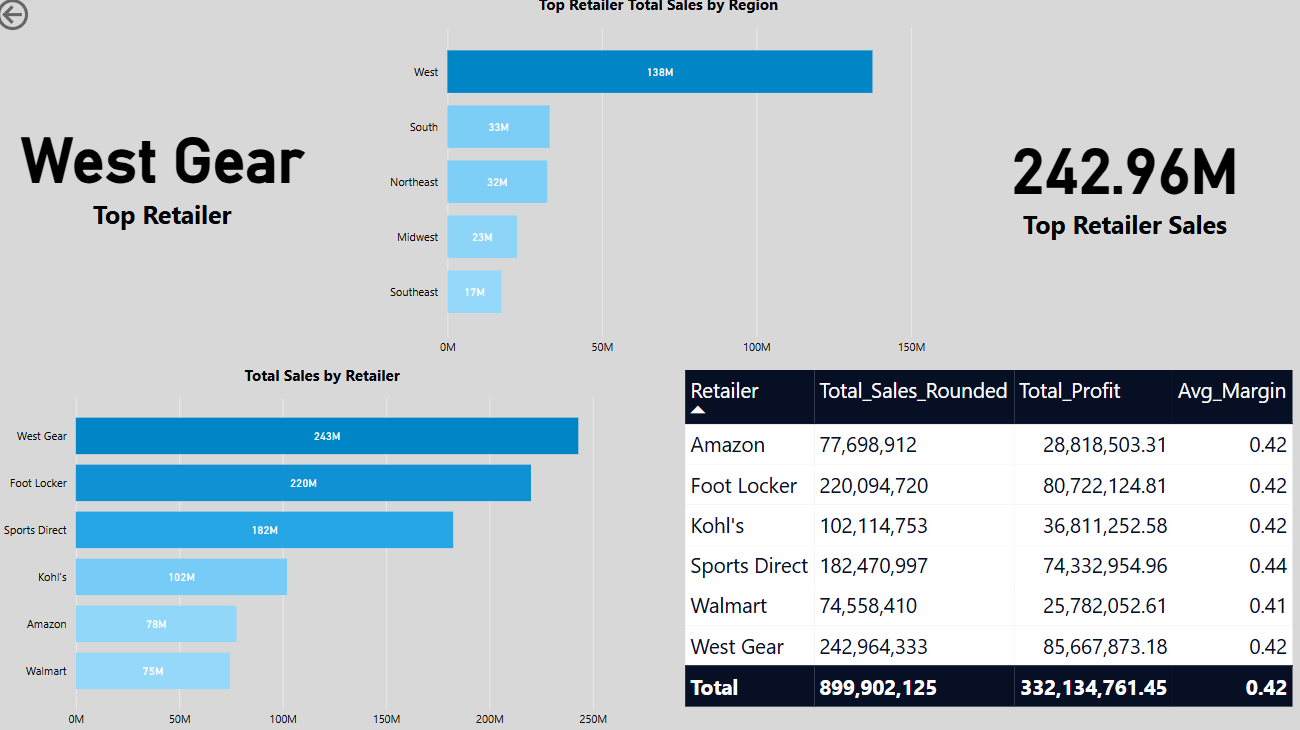 Top Retailer Total Sales by Region
West
138M
South
33M
Northeast
32M
Midwest
23M
Southeast
17M
0M 50M 100M 150M
West Gear
Top Retailer
242.96M
Top Retailer Sales
Total Sales by Retailer
West Gear
243M
Foot Locker
220M
Sports Direct
182M
Kohl's
102M
Amazon
78M
Walmart
75M
0M 50M 100M 150M 200M 250M
Retailer Total_Sales_Rounded Total_Profit Avg_Margin
Amazon 77,698,912 28,818,503.31 0.42
Foot Locker 220,094,720 80,722,124.81 0.42
Kohl's 102,114,753 36,811,252.58 0.42
Sports Direct 182,470,997 74,332,954.96 0.44
Walmart 74,558,410 25,782,052.61 0.41
West Gear 242,964,333 85,667,873.18 0.42
Total 899,902,125 332,134,761.45 0.42